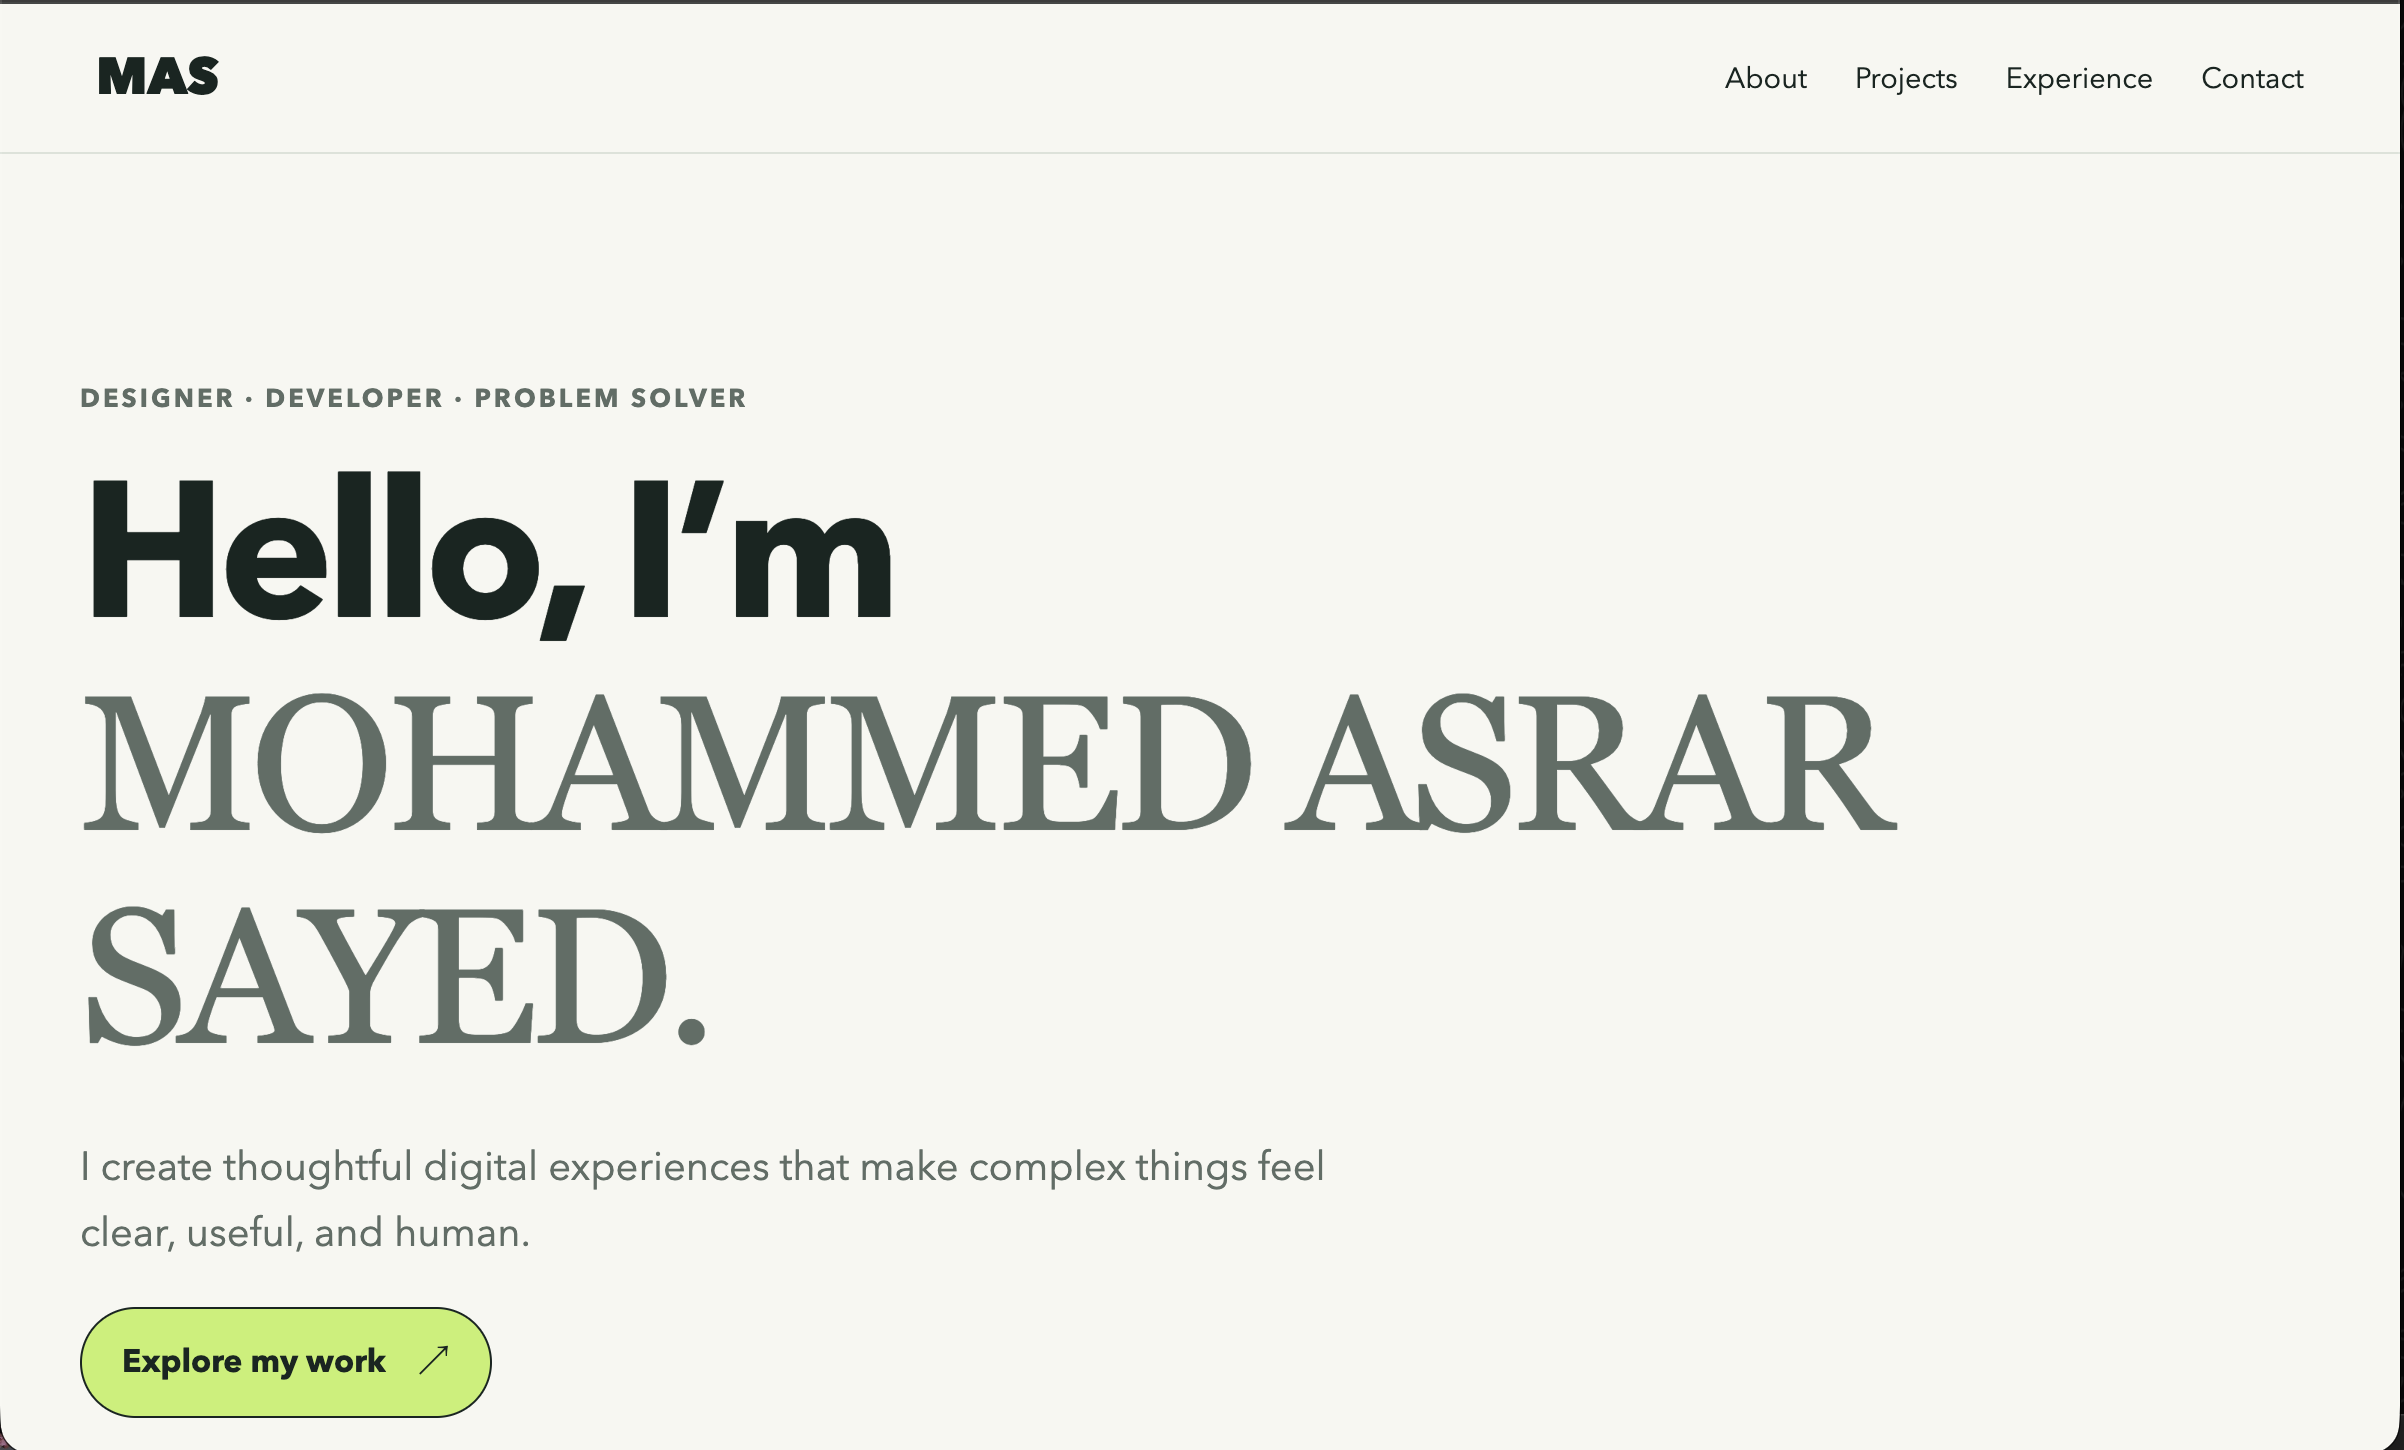 MAS
About Projects Experience Contact
DESIGNER · DEVELOPER · PROBLEM SOLVER
Hello, I’m
MOHAMMED ASRAR
SAYED.
I create thoughtful digital experiences that make complex things feel
clear, useful, and human.
Explore my work ↗